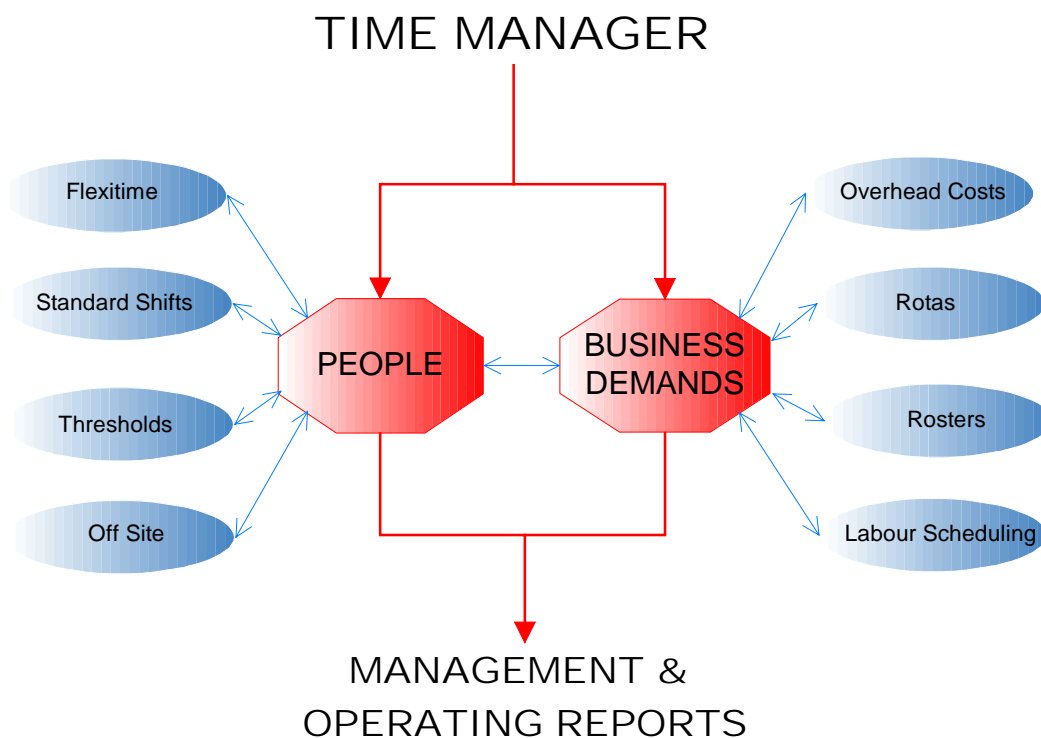 TIME MANAGER
Flexitime
Overhead Costs
Standard Shifts
Rotas
PEOPLE
BUSINESS
DEMANDS
Thresholds
Rosters
Off Site
Labour Scheduling
MANAGEMENT &
OPERATING REPORTS